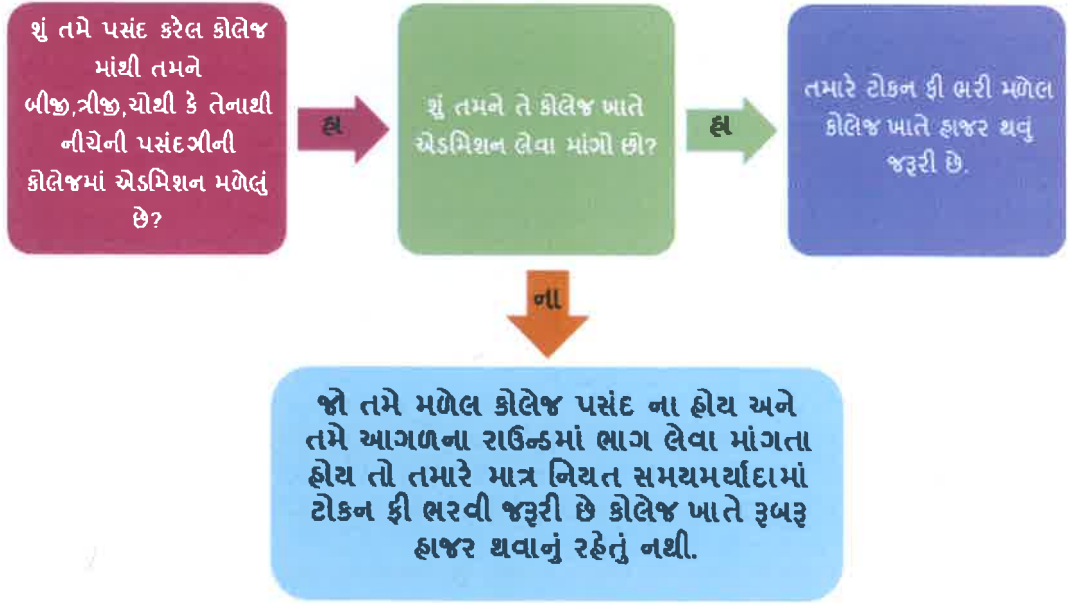 શું તમે પસંદ કરેલ કોલેજ
માંથી તમને
બીજી,ત્રીજી,ચોથી કે તેનાથી
નીચેની પસંદગીની
કોલેજમાં એડમિશન મળેલું
છે?
હા
શું તમને તે કોલેજ ખાતે
એડમિશન લેવા માંગો છો?
હા
તમારે ટોકન ફી ભરી મળેલ
કોલેજ ખાતે હાજર થવું
જરૂરી છે.
ના
જો તમે મળેલ કોલેજ પસંદ ના હોય અને
તમે આગળના રાઉન્ડમાં ભાગ લેવા માંગતા
હોય તો તમારે માત્ર નિયત સમયમર્યાદામાં
ટોકન ફી ભરવી જરૂરી છે કોલેજ ખાતે રૂબરૂ
હાજર થવાનું રહેતું નથી.